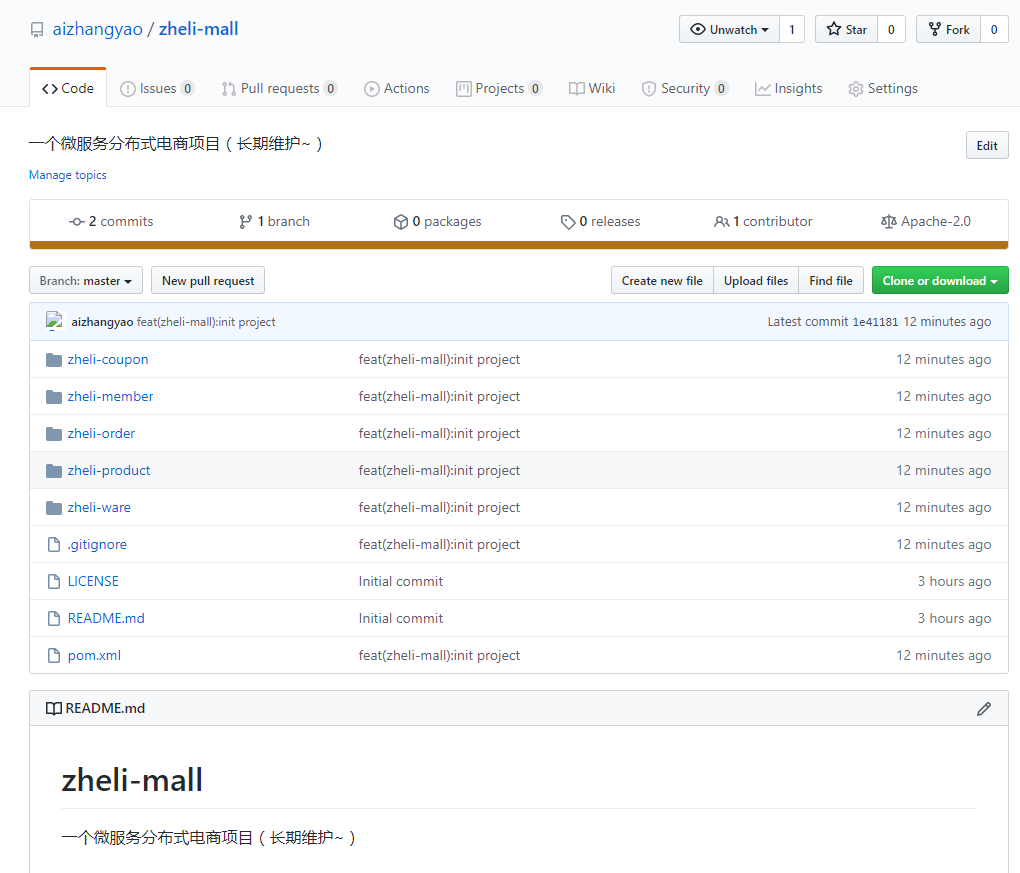 aizhangyao / zheli-mall
Unwatch 1 Star 0 Fork 0
Code Issues 0 Pull requests 0 Actions Projects 0 Wiki Security 0 Insights Settings
一个微服务分布式电商项目（长期维护~）
Edit
Manage topics
2 commits 1 branch 0 packages 0 releases 1 contributor Apache-2.0
Branch: master New pull request Create new file Upload files Find file Clone or download
aizhangyao feat(zheli-mall):init project Latest commit 1e41181 12 minutes ago
zheli-coupon feat(zheli-mall):init project 12 minutes ago
zheli-member feat(zheli-mall):init project 12 minutes ago
zheli-order feat(zheli-mall):init project 12 minutes ago
zheli-product feat(zheli-mall):init project 12 minutes ago
zheli-ware feat(zheli-mall):init project 12 minutes ago
.gitignore feat(zheli-mall):init project 12 minutes ago
LICENSE Initial commit 3 hours ago
README.md Initial commit 3 hours ago
pom.xml feat(zheli-mall):init project 12 minutes ago
README.md
zheli-mall
一个微服务分布式电商项目（长期维护~）